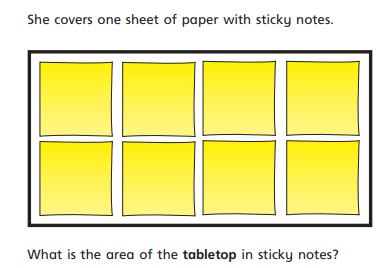 She covers one sheet of paper with sticky notes.
What is the area of the tabletop in sticky notes?